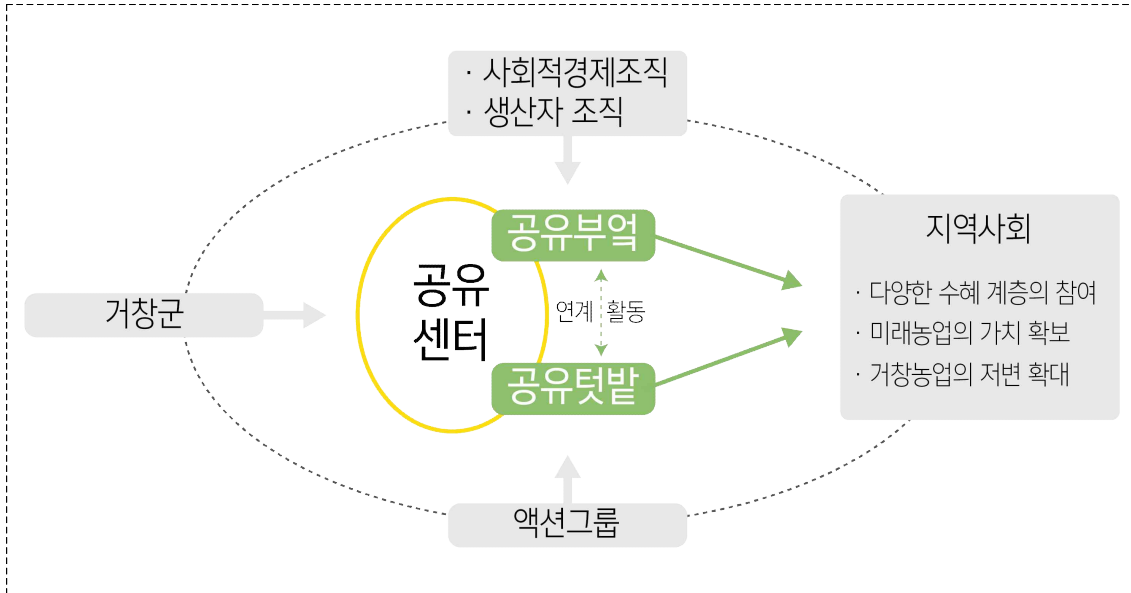 · 사회적경제조직
· 생산자 조직
공유부엌
지역사회
· 다양한 수혜 계층의 참여
· 미래농업의 가치 확보
· 거창농업의 저변 확대
거창군
공유
센터
연계 활동
공유텃밭
액션그룹